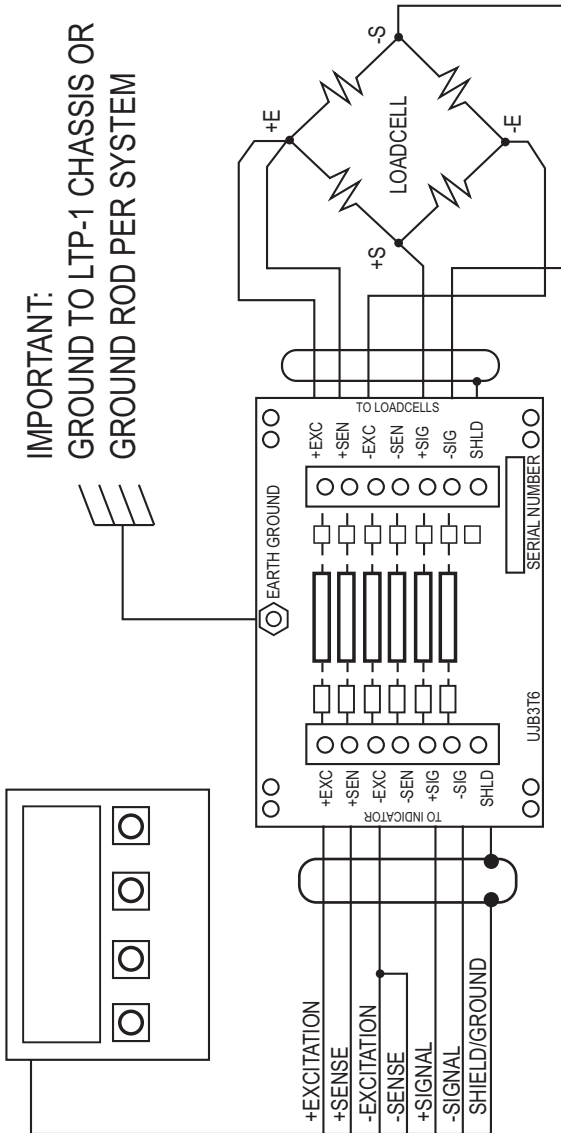 IMPORTANT:
GROUND TO LTP-1 CHASSIS OR
GROUND ROD PER SYSTEM
+E
-S
LOADCELL
+S
-E
EARTH GROUND
TO LOADCELLS
+EXC
+SEN
-EXC
-SEN
+SIG
-SIG
SHLD
SERIAL NUMBER
UJB3T6
TO INDICATOR
+EXC
+SEN
-EXC
-SEN
+SIG
-SIG
SHLD
+EXCITATION
+SENSE
-EXCITATION
-SENSE
+SIGNAL
-SIGNAL
SHIELD/GROUND